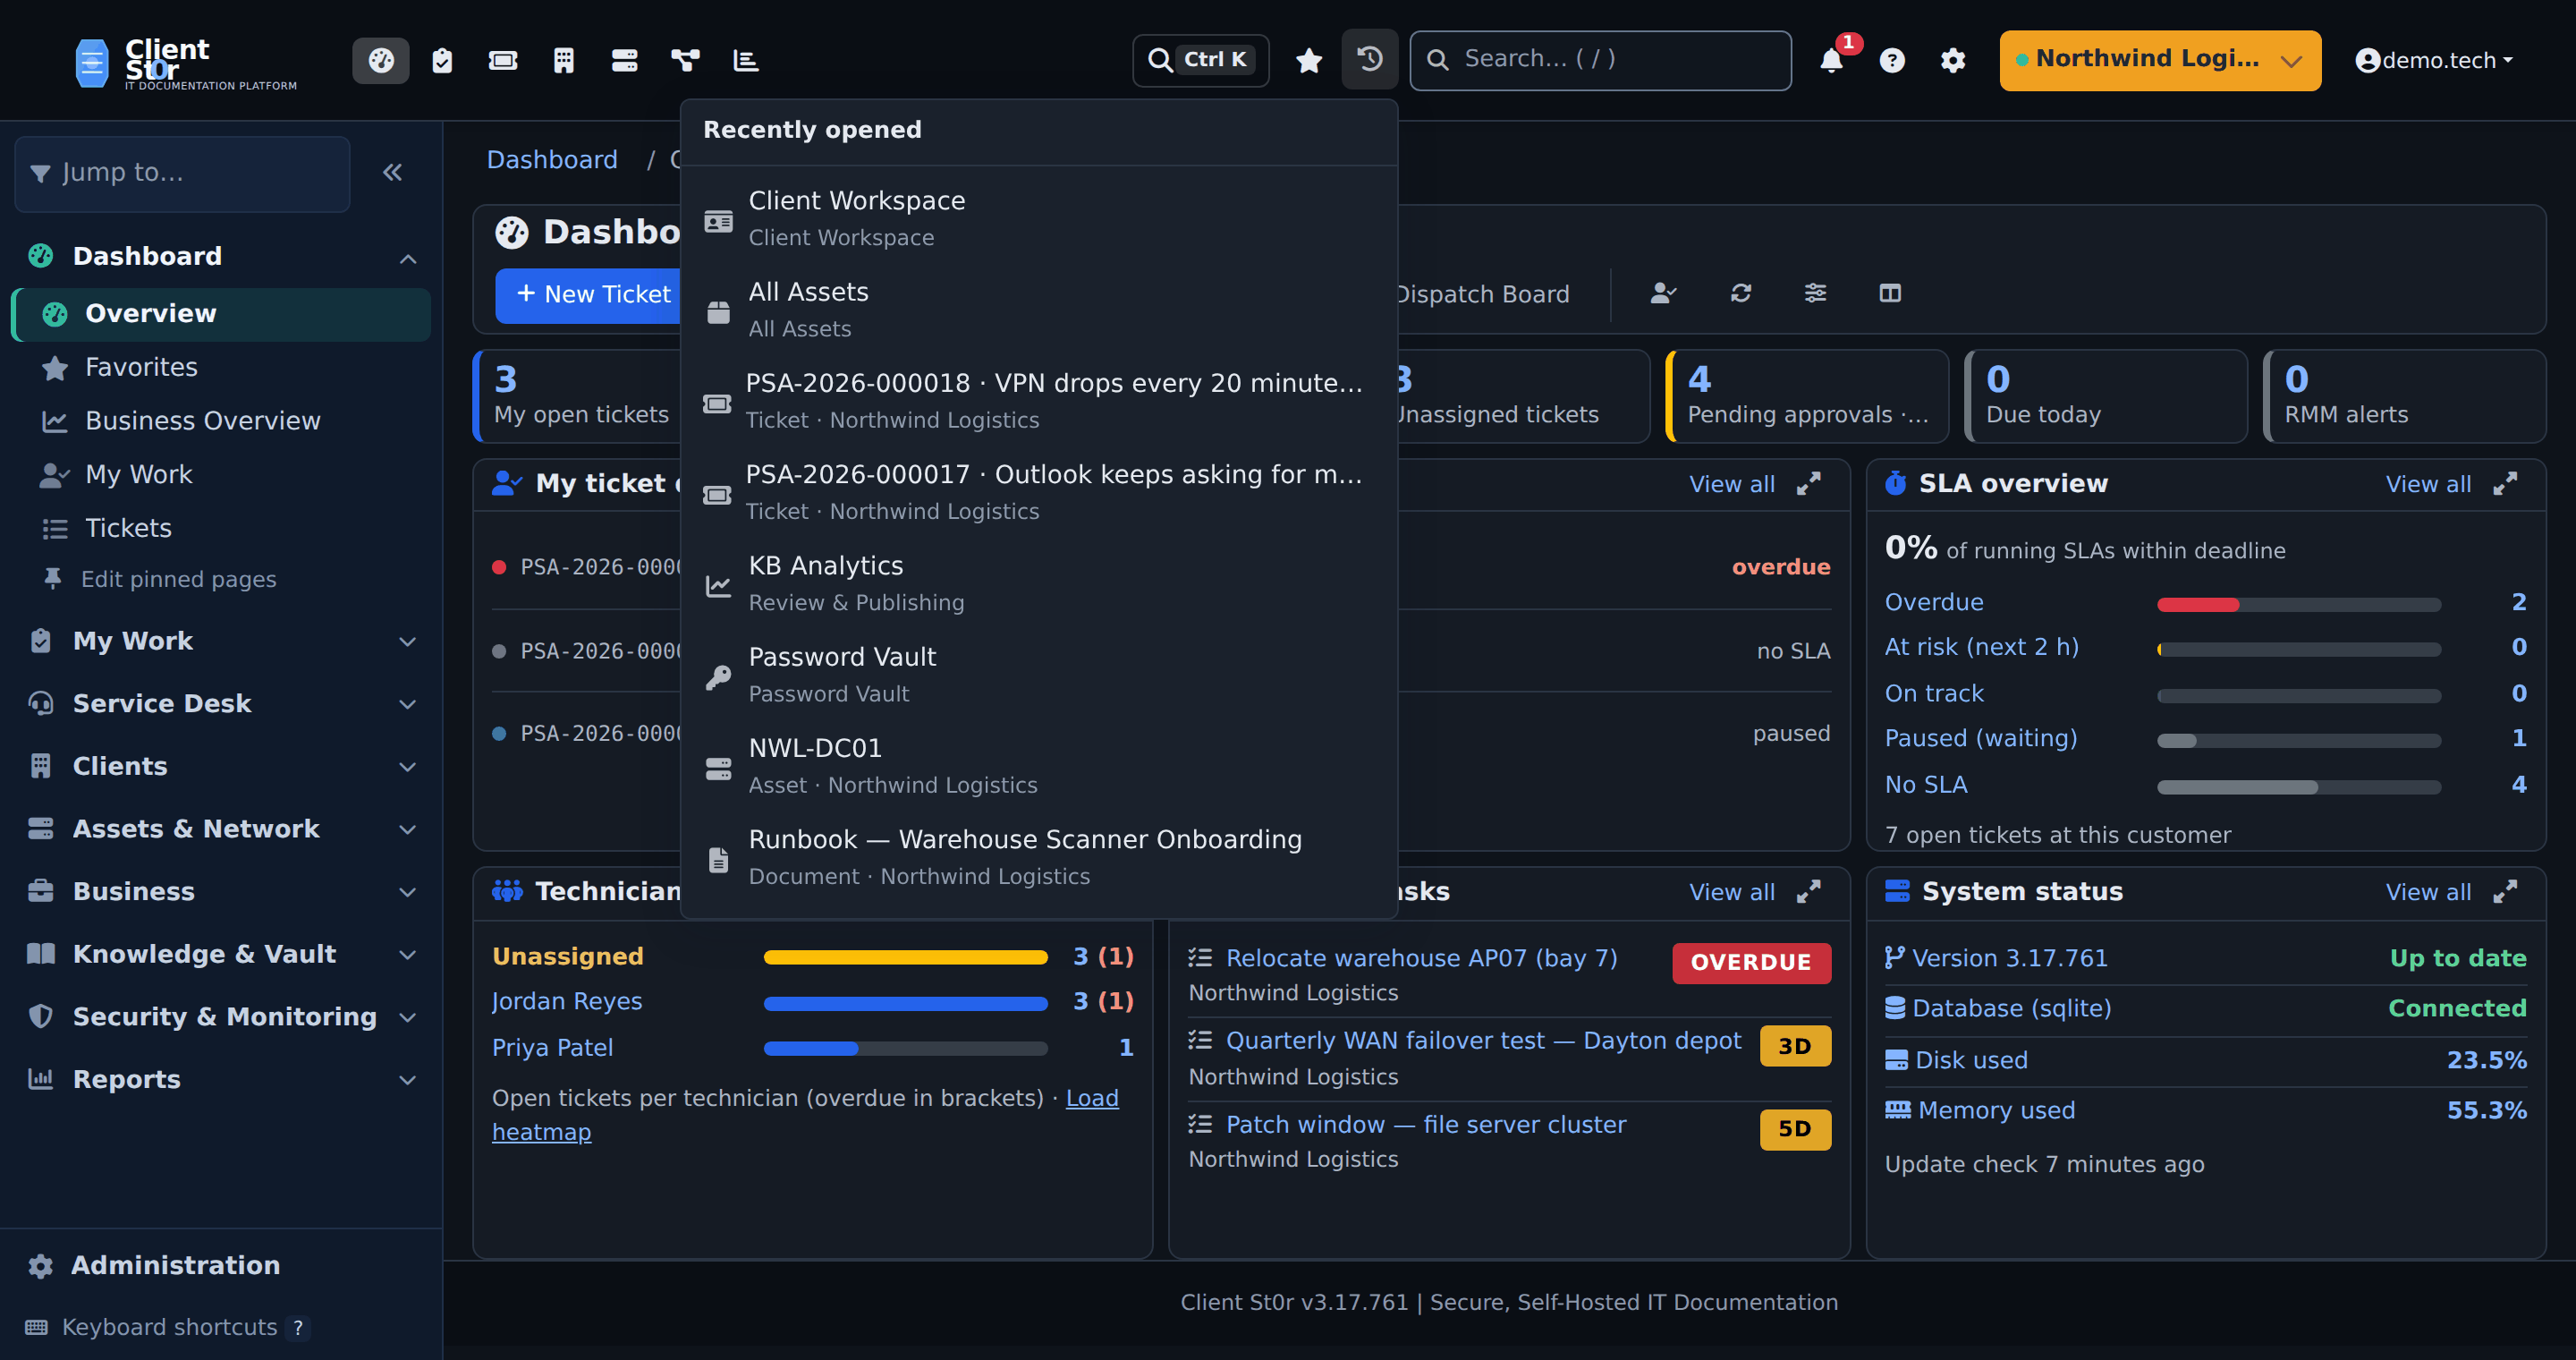 Client
St0r
IT DOCUMENTATION PLATFORM
Ctrl K
Search... ( / )
1
Northwind Logi...
demo.tech
Jump to...
Dashboard
Overview
Favorites
Business Overview
My Work
Tickets
Edit pinned pages
My Work
Service Desk
Clients
Assets & Network
Business
Knowledge & Vault
Security & Monitoring
Reports
Administration
Keyboard shortcuts ?
Dashboard /
Recently opened
Client Workspace
Client Workspace
All Assets
All Assets
PSA-2026-000018 · VPN drops every 20 minute...
Ticket · Northwind Logistics
PSA-2026-000017 · Outlook keeps asking for m...
Ticket · Northwind Logistics
KB Analytics
Review & Publishing
Password Vault
Password Vault
NWL-DC01
Asset · Northwind Logistics
Runbook — Warehouse Scanner Onboarding
Document · Northwind Logistics
Dashbo
New Ticket
Dispatch Board
3
My open tickets
3
Unassigned tickets
4
Pending approvals ·...
0
Due today
0
RMM alerts
My ticket
View all
PSA-2026-0000
overdue
PSA-2026-0000
no SLA
PSA-2026-0000
paused
SLA overview
View all
0% of running SLAs within deadline
Overdue 2
At risk (next 2 h) 0
On track 0
Paused (waiting) 1
No SLA 4
7 open tickets at this customer
Technician
Unassigned 3 (1)
Jordan Reyes 3 (1)
Priya Patel 1
Open tickets per technician (overdue in brackets) · Load
heatmap
asks
View all
Relocate warehouse AP07 (bay 7) OVERDUE
Northwind Logistics
Quarterly WAN failover test — Dayton depot 3D
Northwind Logistics
Patch window — file server cluster 5D
Northwind Logistics
System status
View all
Version 3.17.761 Up to date
Database (sqlite) Connected
Disk used 23.5%
Memory used 55.3%
Update check 7 minutes ago
Client St0r v3.17.761 | Secure, Self-Hosted IT Documentation